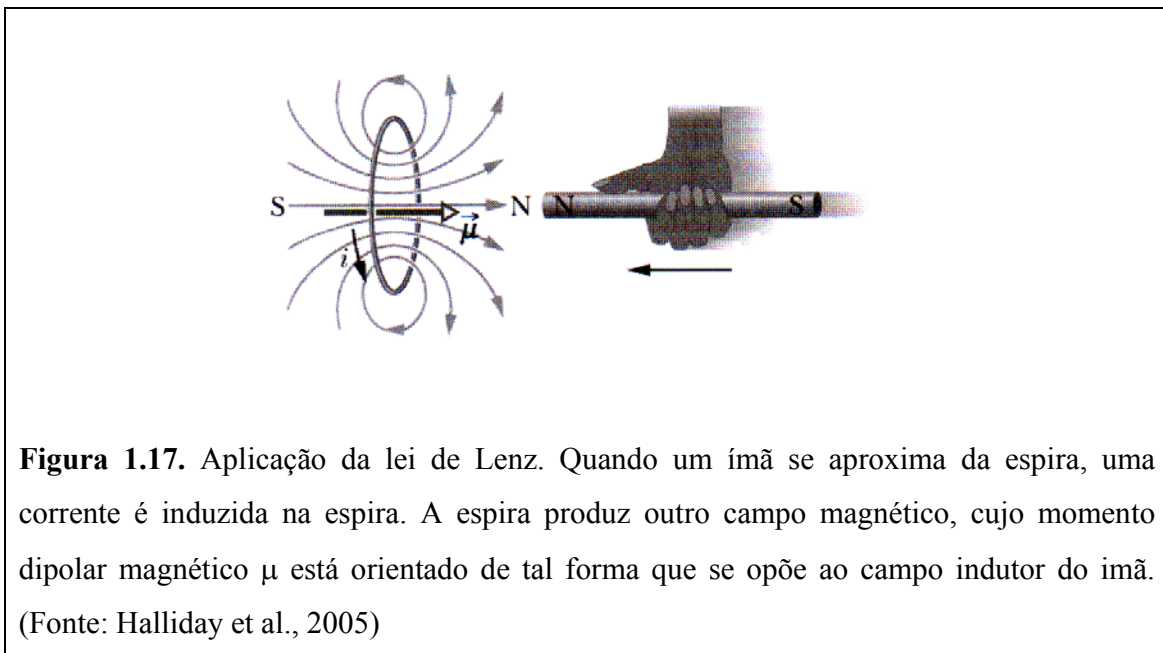 S
N
N
S
μ
i
Figura 1.17. Aplicação da lei de Lenz. Quando um ímã se aproxima da espira, uma
corrente é induzida na espira. A espira produz outro campo magnético, cujo momento
dipolar magnético μ está orientado de tal forma que se opõe ao campo indutor do imã.
(Fonte: Halliday et al., 2005)